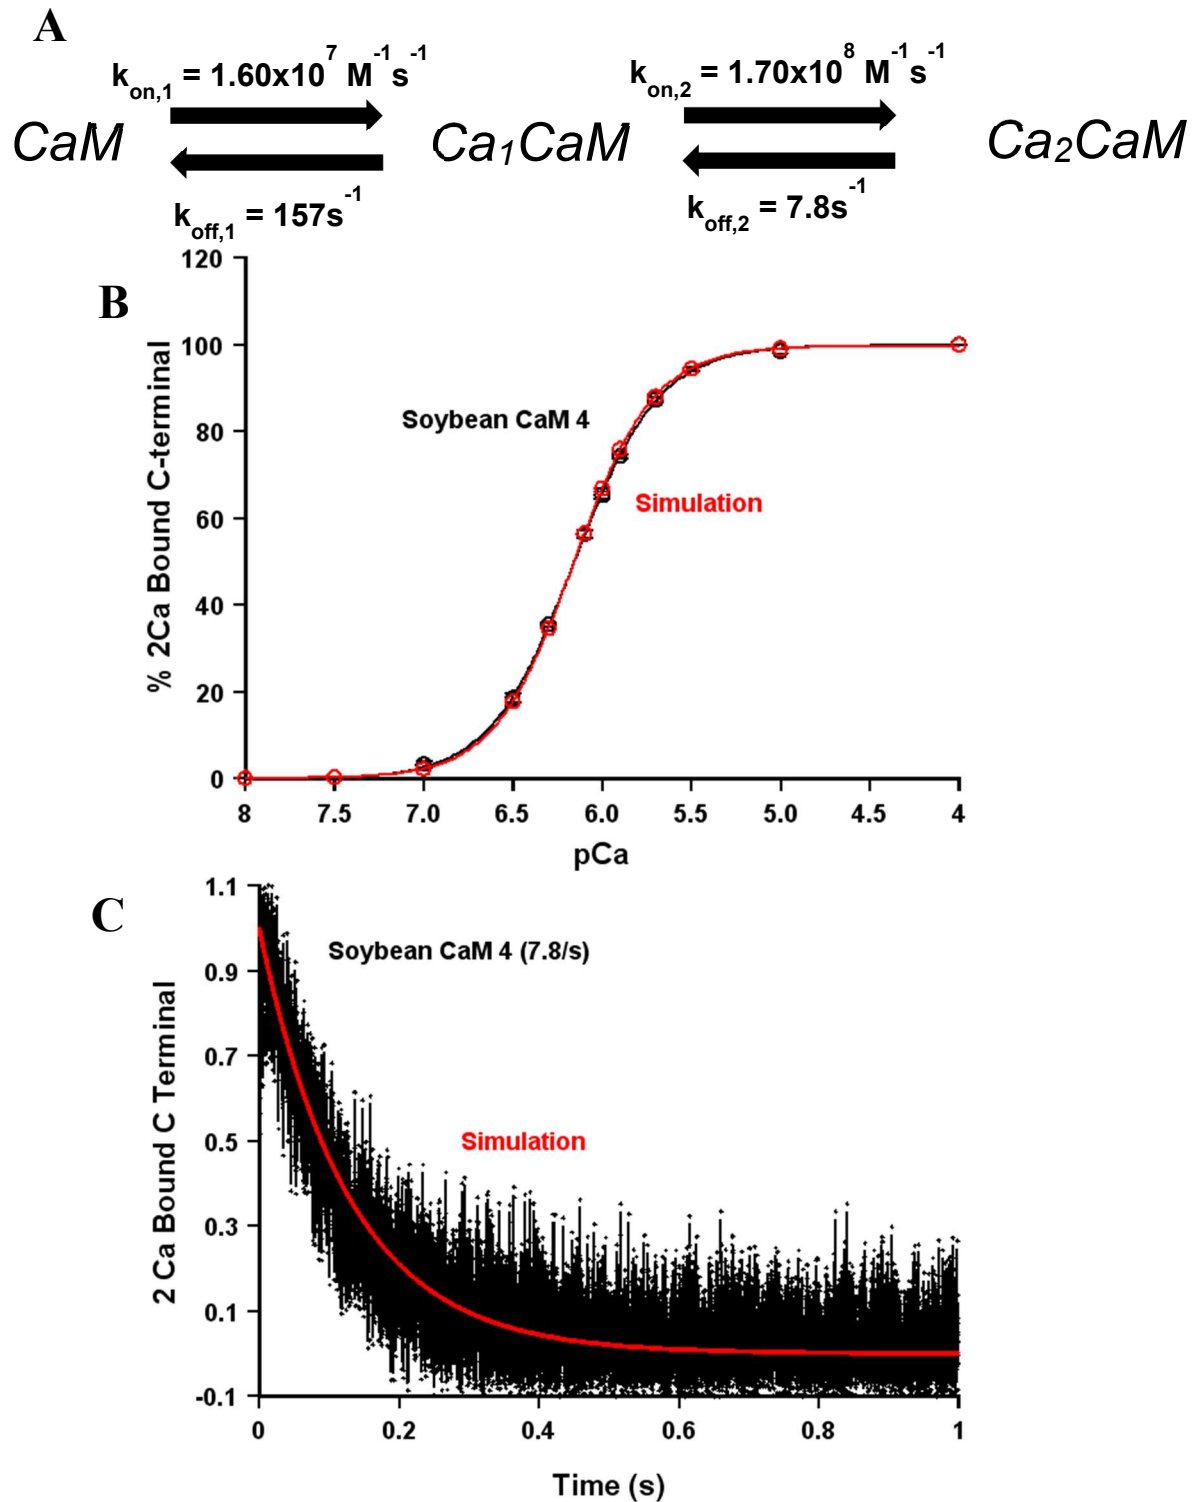 A
k_on,1 = 1.60x10^7 M^-1 s^-1
k_on,2 = 1.70x10^8 M^-1 s^-1
CaM
Ca₁CaM
Ca₂CaM
k_off,1 = 157s^-1
k_off,2 = 7.8s^-1
B
120
100
80
60
40
20
0
% 2Ca Bound C-terminal
Soybean CaM 4
Simulation
8 7.5 7.0 6.5 6.0 5.5 5.0 4.5 4
pCa
C
1.1
0.9
0.7
0.5
0.3
0.1
-0.1
2 Ca Bound C Terminal
Soybean CaM 4 (7.8/s)
Simulation
0 0.2 0.4 0.6 0.8 1
Time (s)